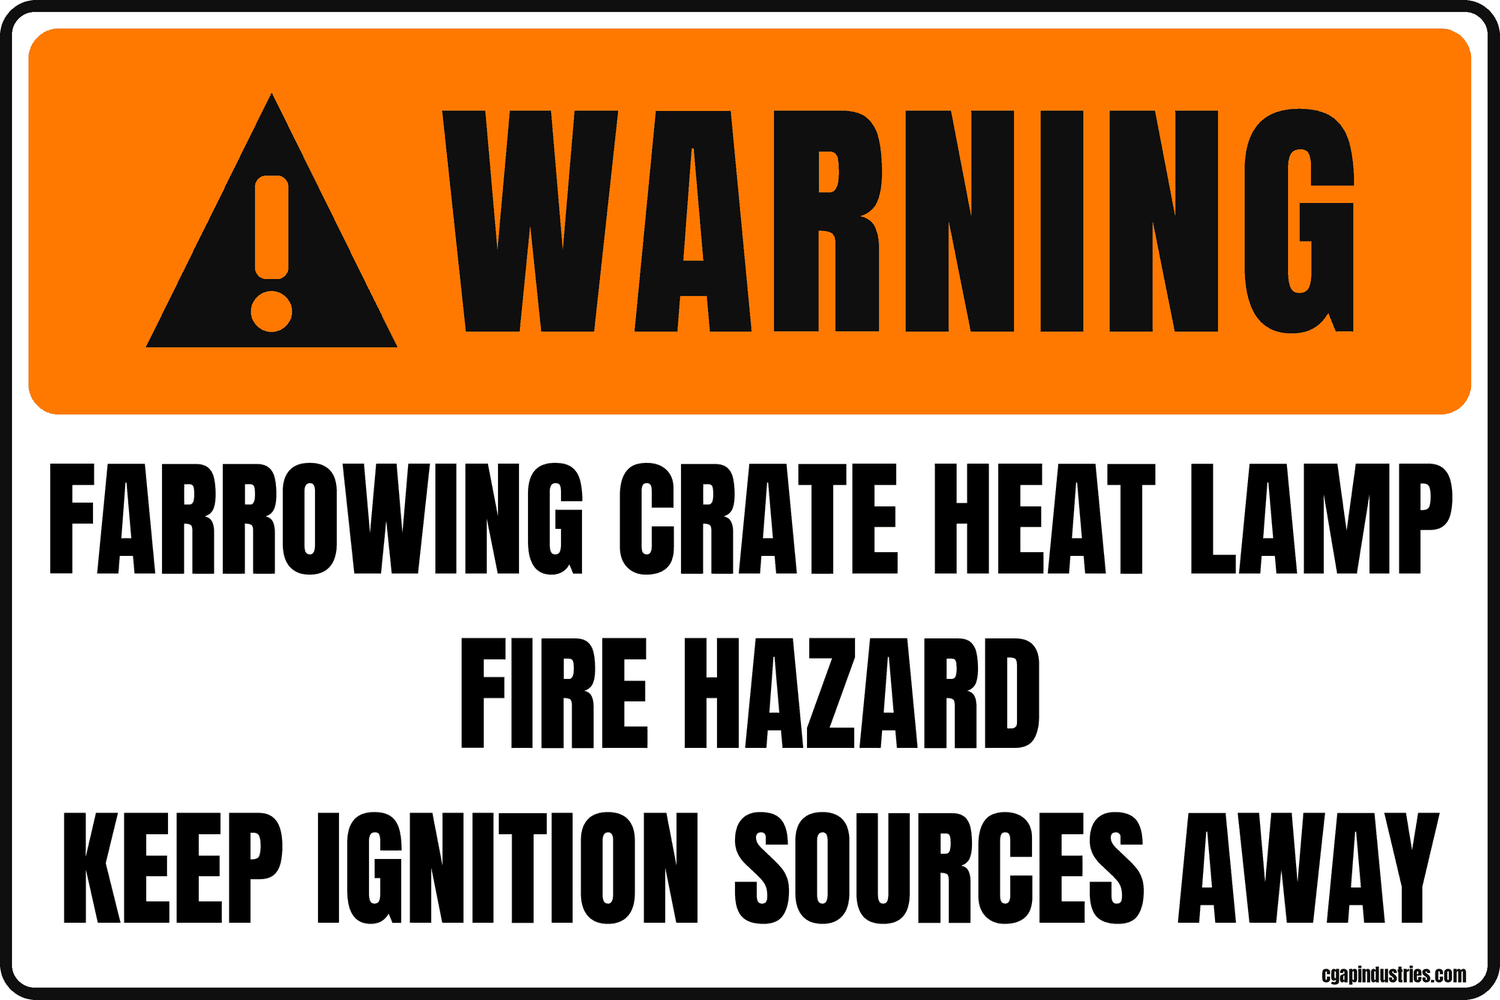 WARNING
FARROWING CRATE HEAT LAMP
FIRE HAZARD
KEEP IGNITION SOURCES AWAY
cgapindustries.com